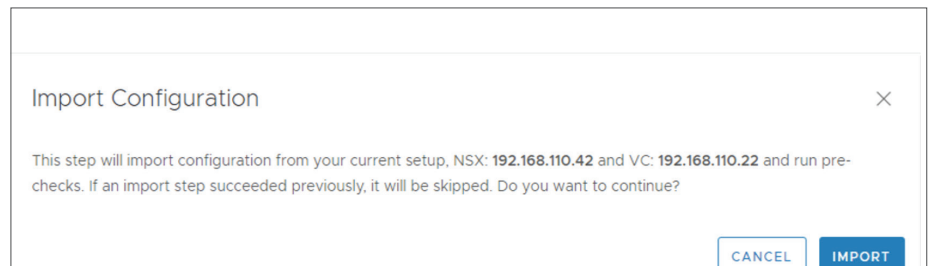 Import Configuration
This step will import configuration from your current setup, NSX: 192.168.110.42 and VC: 192.168.110.22 and run pre-
checks. If an import step succeeded previously, it will be skipped. Do you want to continue?
CANCEL IMPORT